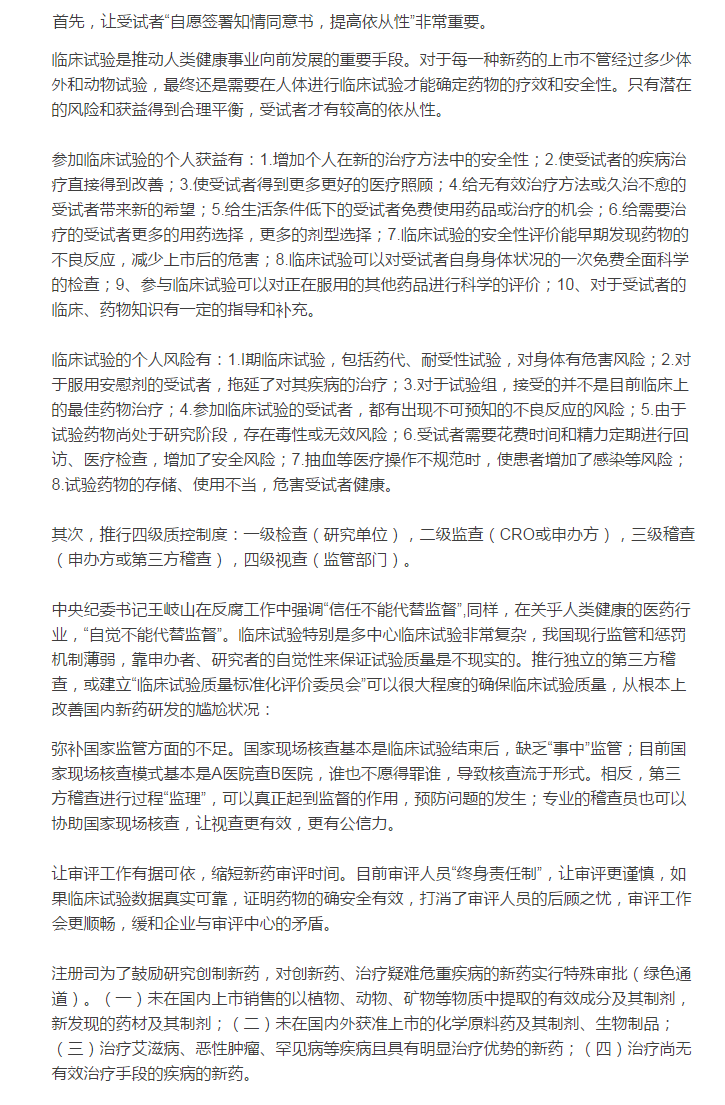 首先，让受试者“自愿签署知情同意书，提高依从性”非常重要。
临床试验是推动人类健康事业向前发展的重要手段。对于每一种新药的上市不管经过多少体
外和动物试验，最终还是需要在人体进行临床试验才能确定药物的疗效和安全性。只有潜在
的风险和获益得到合理平衡，受试者才有较高的依从性。
参加临床试验的个人获益有：1.增加个人在新的治疗方法中的安全性；2.使受试者的疾病治
疗直接得到改善；3.使受试者得到更多更好的医疗照顾；4.给无有效治疗方法或久治不愈的
受试者带来新的希望；5.给生活条件低下的受试者免费使用药品或治疗的机会；6.给需要治
疗的受试者更多的用药选择，更多的剂型选择；7.临床试验的安全性评价能早期发现药物的
不良反应，减少上市后的危害；8.临床试验可以对受试者自身身体状况的一次免费全面科学
的检查；9、参与临床试验可以对正在服用的其他药品进行科学的评价；10、对于受试者的
临床、药物知识有一定的指导和补充。
临床试验的个人风险有：1.I期临床试验，包括药代、耐受性试验，对身体有危害风险；2.对
于服用安慰剂的受试者，拖延了对其疾病的治疗；3.对于试验组，接受的并不是目前临床上
的最佳药物治疗；4.参加临床试验的受试者，都有出现不可预知的不良反应的风险；5.由于
试验药物尚处于研究阶段，存在毒性或无效风险；6.受试者需要花费时间和精力定期进行回
访、医疗检查，增加了安全风险；7.抽血等医疗操作不规范时，使患者增加了感染等风险；
8.试验药物的存储、使用不当，危害受试者健康。
其次，推行四级质控制度：一级检查（研究单位），二级监查（CRO或申办方），三级稽查
（申办方或第三方稽查），四级视查（监管部门）。
中央纪委书记王岐山在反腐工作中强调“信任不能代替监督”,同样，在关乎人类健康的医药行
业，“自觉不能代替监督”。临床试验特别是多中心临床试验非常复杂，我国现行监管和惩罚
机制薄弱，靠申办者、研究者的自觉性来保证试验质量是不现实的。推行独立的第三方稽
查，或建立“临床试验质量标准化评价委员会”可以很大程度的确保临床试验质量，从根本上
改善国内新药研发的尴尬状况：
弥补国家监管方面的不足。国家现场核查基本是临床试验结束后，缺乏“事中”监管；目前国
家现场核查模式基本是A医院查B医院，谁也不愿得罪谁，导致核查流于形式。相反，第三
方稽查进行过程“监理”，可以真正起到监督的作用，预防问题的发生；专业的稽查员也可以
协助国家现场核查，让视查更有效，更有公信力。
让审评工作有据可依，缩短新药审评时间。目前审评人员“终身责任制”，让审评更谨慎，如
果临床试验数据真实可靠，证明药物的确安全有效，打消了审评人员的后顾之忧，审评工作
会更顺畅，缓和企业与审评中心的矛盾。
注册司为了鼓励研究创制新药，对创新药、治疗疑难危重疾病的新药实行特殊审批（绿色通
道）。（一）未在国内上市销售的以植物、动物、矿物等物质中提取的有效成分及其制剂，
新发现的药材及其制剂；（二）未在国内外获准上市的化学原料药及其制剂、生物制品；
（三）治疗艾滋病、恶性肿瘤、罕见病等疾病且具有明显治疗优势的新药；（四）治疗尚无
有效治疗手段的疾病的新药。